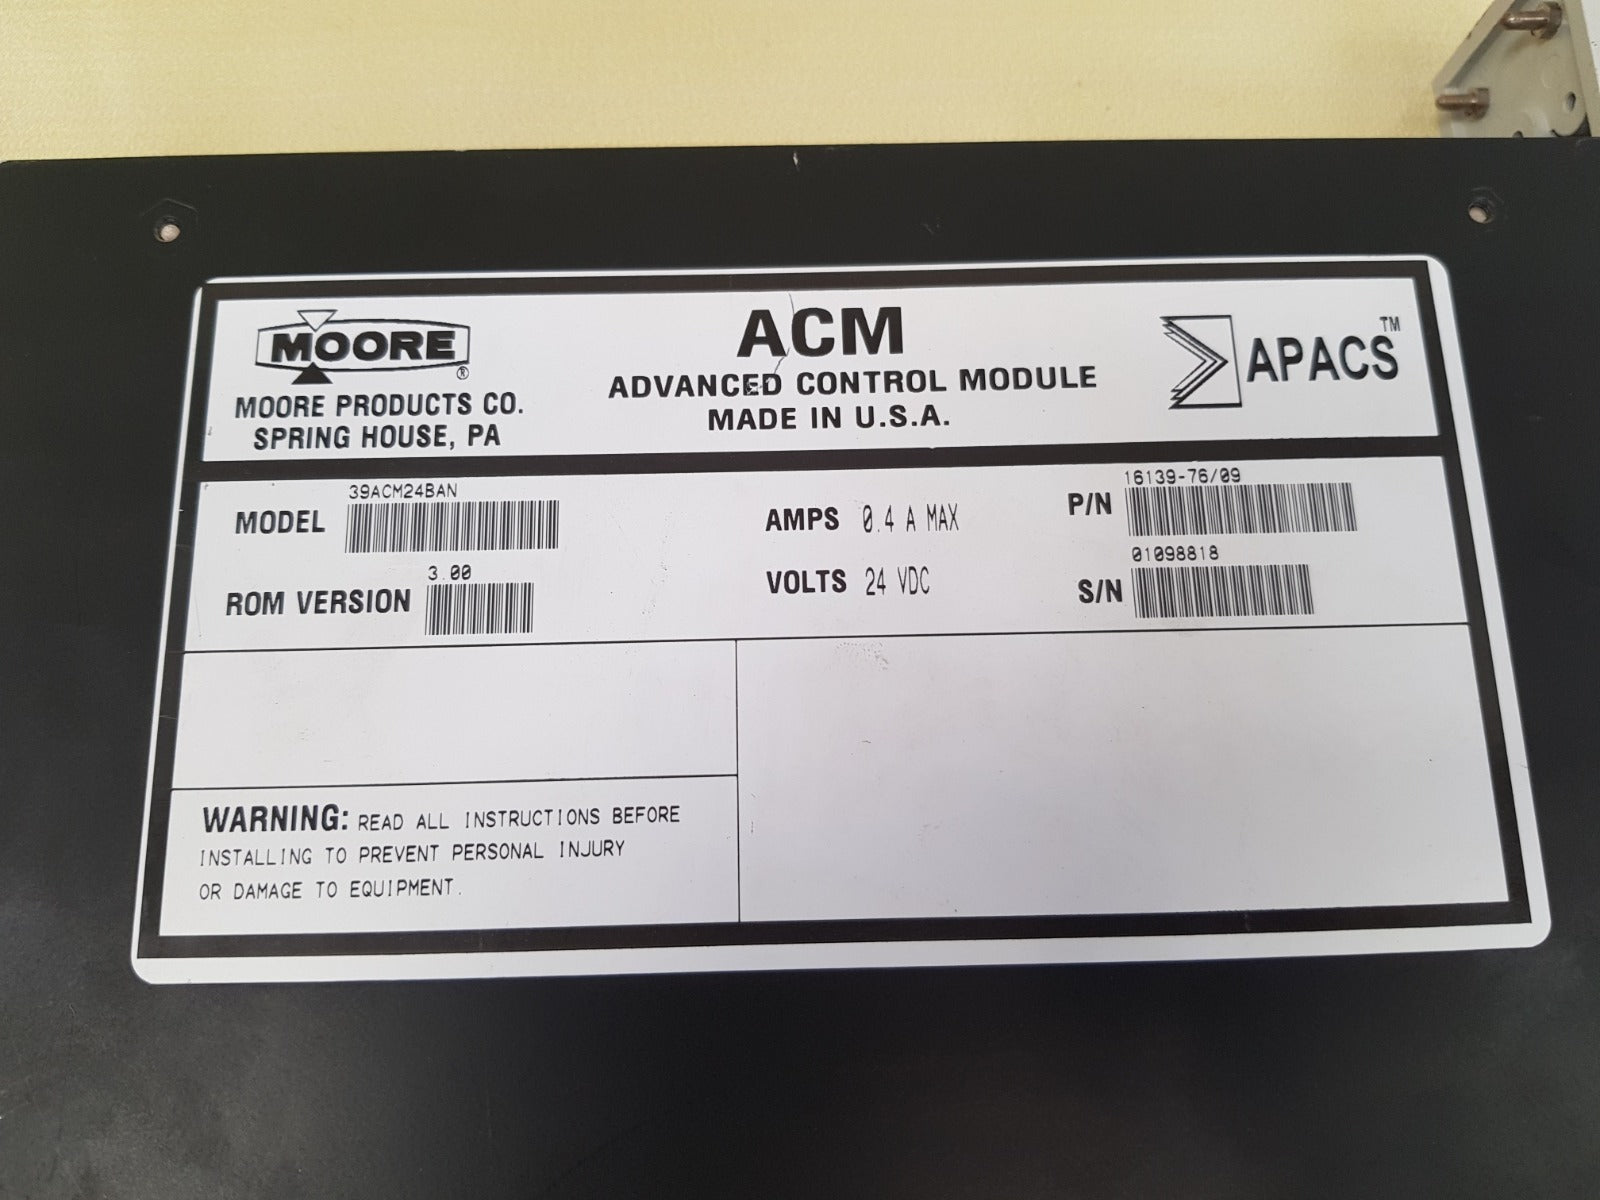 MOORE ®
MOORE PRODUCTS CO.
SPRING HOUSE, PA
ACM
ADVANCED CONTROL MODULE
MADE IN U.S.A.
APACS™
MODEL 39ACM24BAN
ROM VERSION 3.00
AMPS 0.4 A MAX
VOLTS 24 VDC
P/N 16139-76/09
S/N 01098818
WARNING: READ ALL INSTRUCTIONS BEFORE
INSTALLING TO PREVENT PERSONAL INJURY
OR DAMAGE TO EQUIPMENT.